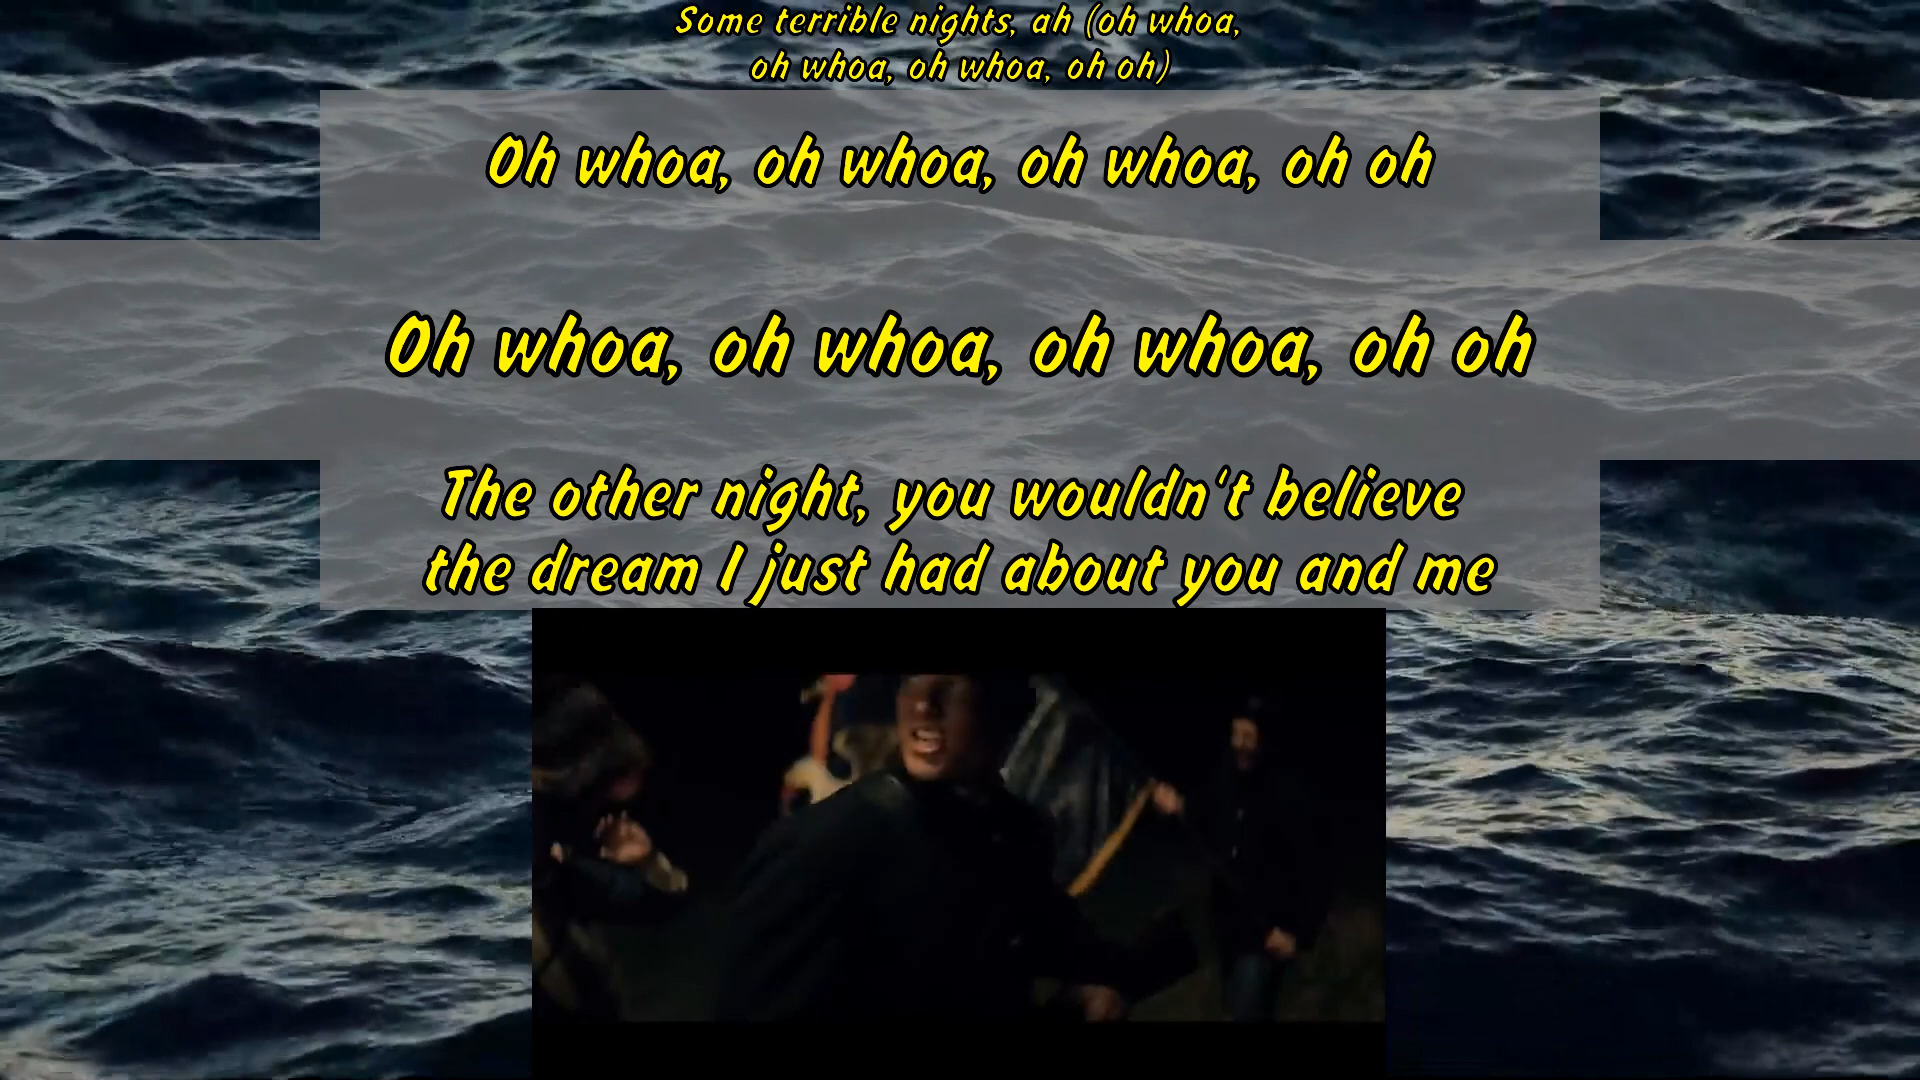 Some terrible nights, ah (oh whoa,
oh whoa, oh whoa, oh oh)
Oh whoa, oh whoa, oh whoa, oh oh
Oh whoa, oh whoa, oh whoa, oh oh
The other night, you wouldn't believe
the dream I just had about you and me